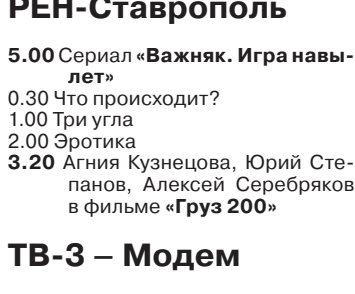 РЕН-Ставрополь
5.00 Сериал «Важняк. Игра навы-
лет»
0.30 Что происходит?
1.00 Три угла
2.00 Эротика
3.20 Агния Кузнецова, Юрий Сте-
панов, Алексей Серебряков
в фильме «Груз 200»
ТВ-3 – Модем